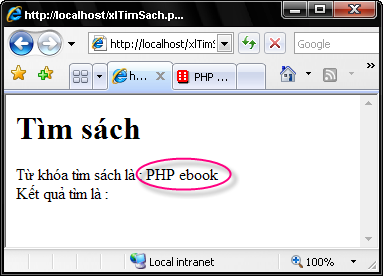 http://localhost/xlTimSach.p...
http://localhost/xlTim
Google
h...
PHP ...
Tìm sách
Từ khóa tìm sách là : PHP ebook
Kết quả tìm là :
Local intranet
100%